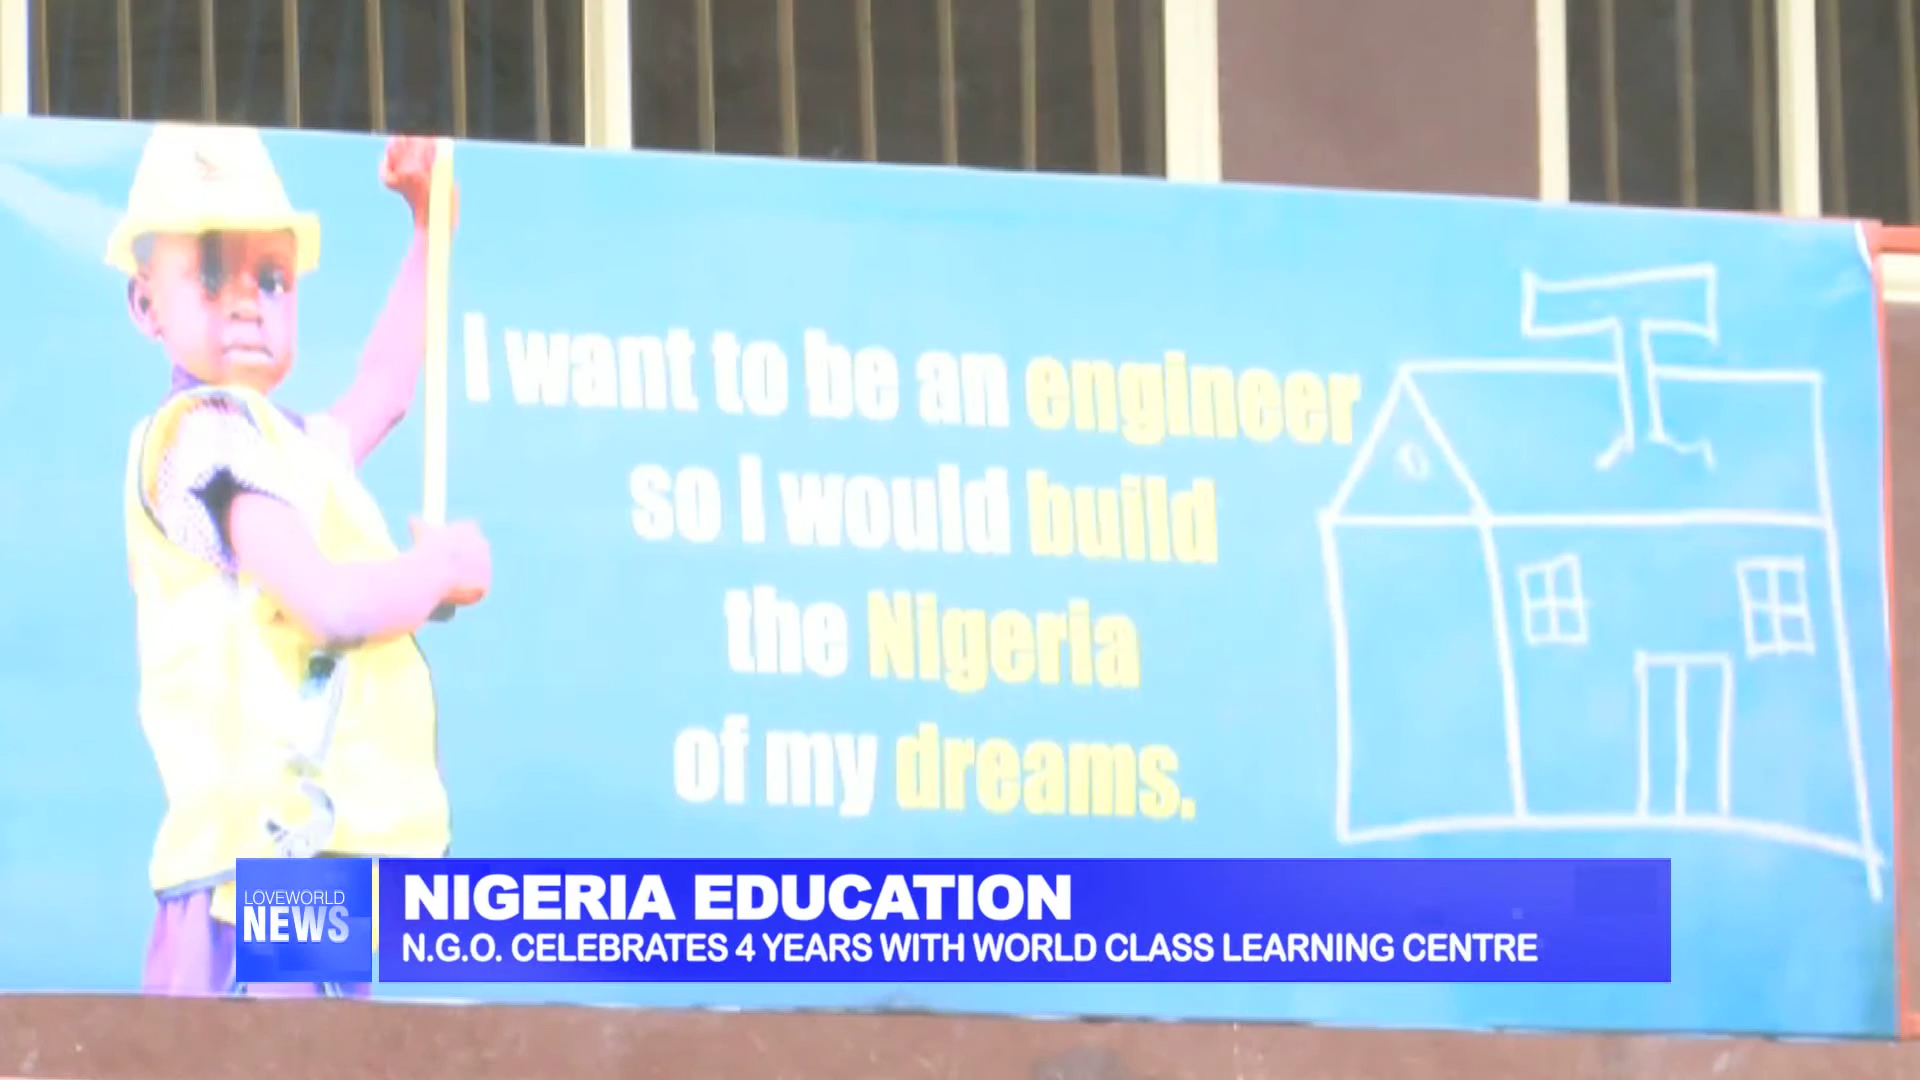 I want to be an engineer
so I would build
the Nigeria
of my dreams.
LOVEWORLD
NEWS
NIGERIA EDUCATION
N.G.O. CELEBRATES 4 YEARS WITH WORLD CLASS LEARNING CENTRE